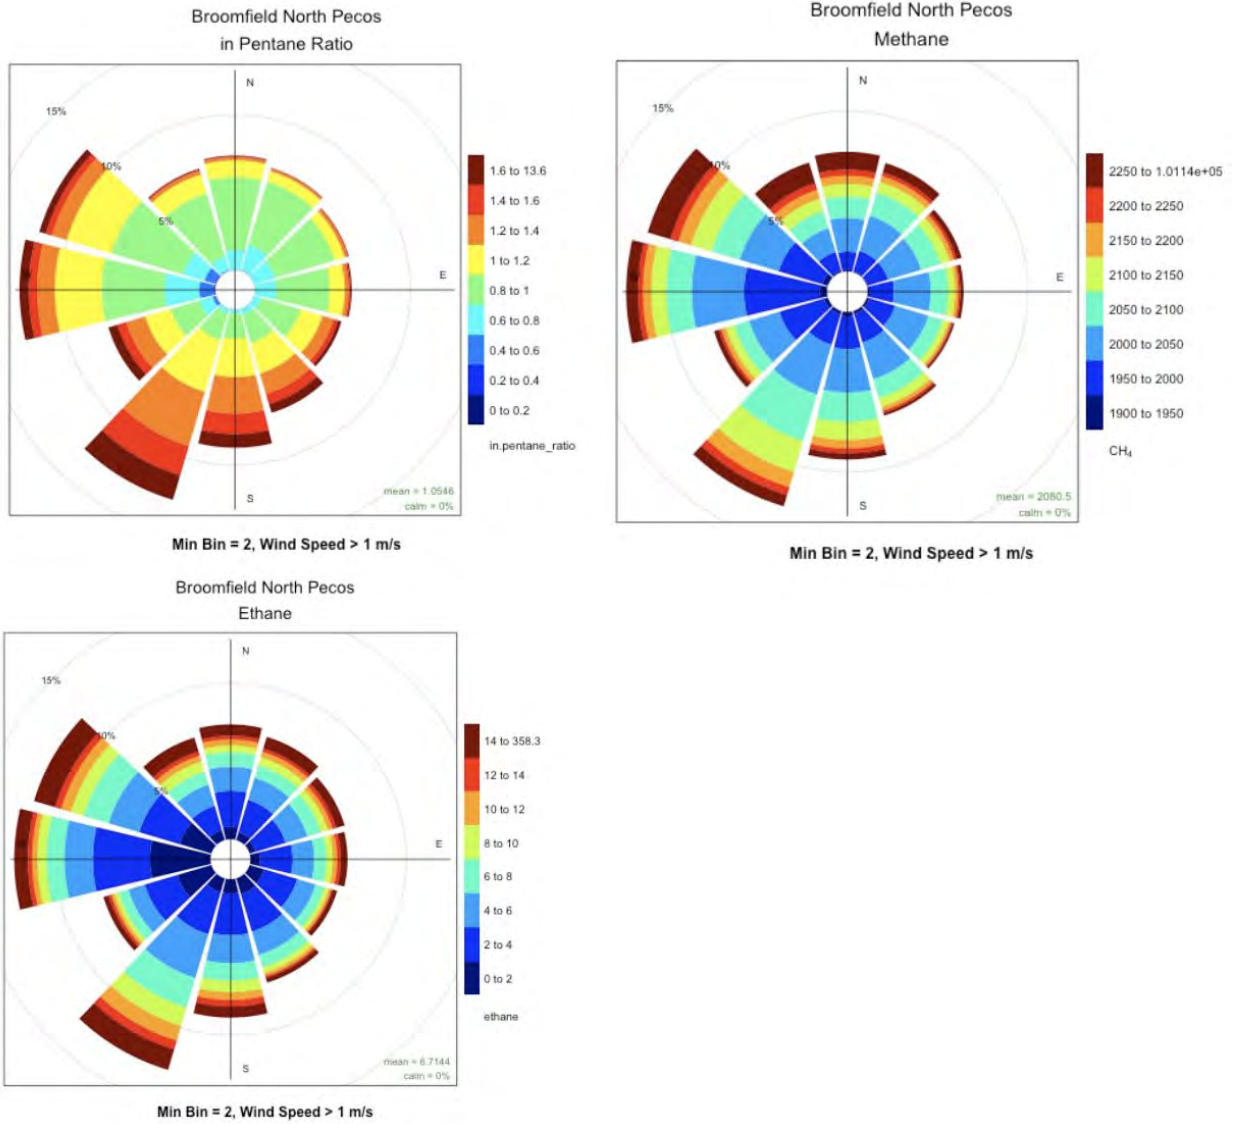 Broomfield North Pecos
in Pentane Ratio
N
15%
10%
5%
E
S
1.6 to 13.6
1.4 to 1.6
1.2 to 1.4
1 to 1.2
0.8 to 1
0.6 to 0.8
0.4 to 0.6
0.2 to 0.4
0 to 0.2
in.pentane_ratio
mean = 1.0546
calm = 0%
Min Bin = 2, Wind Speed > 1 m/s
Broomfield North Pecos
Methane
N
15%
10%
5%
E
S
2250 to 1.0114e+05
2200 to 2250
2150 to 2200
2100 to 2150
2050 to 2100
2000 to 2050
1950 to 2000
1900 to 1950
CH₄
mean = 2080.5
calm = 0%
Min Bin = 2, Wind Speed > 1 m/s
Broomfield North Pecos
Ethane
N
15%
10%
5%
E
S
14 to 358.3
12 to 14
10 to 12
8 to 10
6 to 8
4 to 6
2 to 4
0 to 2
ethane
mean = 6.7144
calm = 0%
Min Bin = 2, Wind Speed > 1 m/s